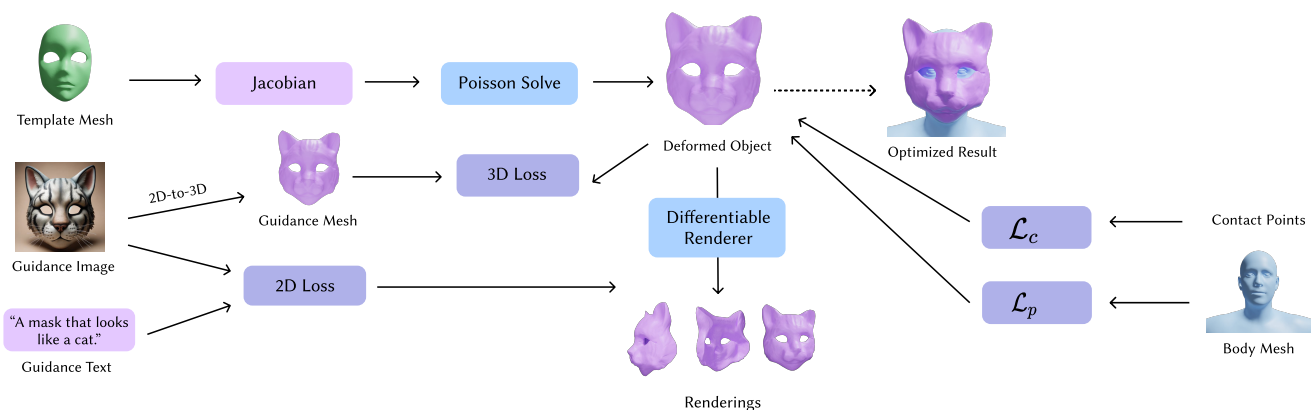 Template Mesh
Jacobian
Poisson Solve
Deformed Object
Optimized Result
2D-to-3D
Guidance Mesh
3D Loss
Differentiable
Renderer
Guidance Image
2D Loss
“A mask that looks
like a cat.”
Guidance Text
Renderings
ℒc
Contact Points
ℒp
Body Mesh